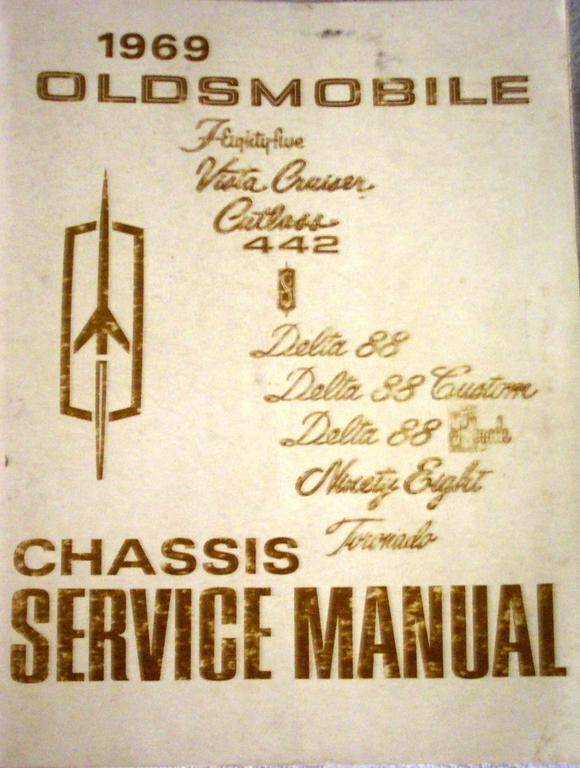 1969
OLDSMOBILE
F-Eighty-five
Vista Cruiser
Cutlass
442
S
Delta 88
Delta 88 Custom
Delta 88
Ninety Eight
Toronado
CHASSIS
SERVICE MANUAL